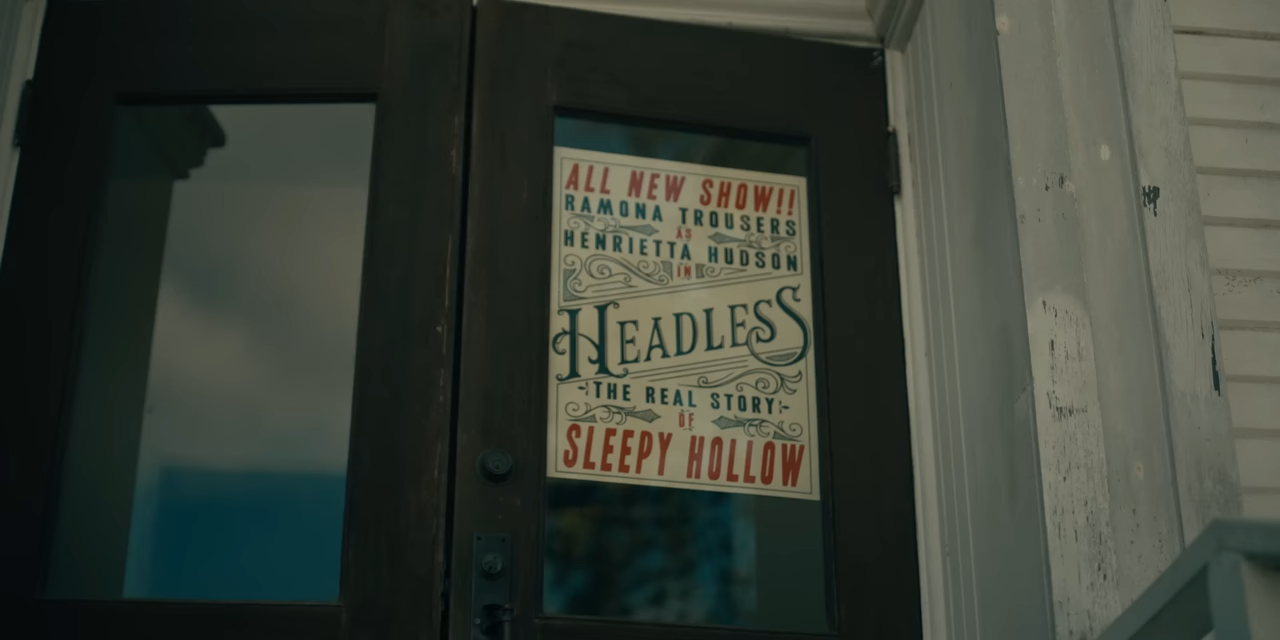 ALL NEW SHOW!!
RAMONA TROUSERS
AS
HENRIETTA HUDSON
IN
HEADLESS
THE REAL STORY
OF
SLEEPY HOLLOW